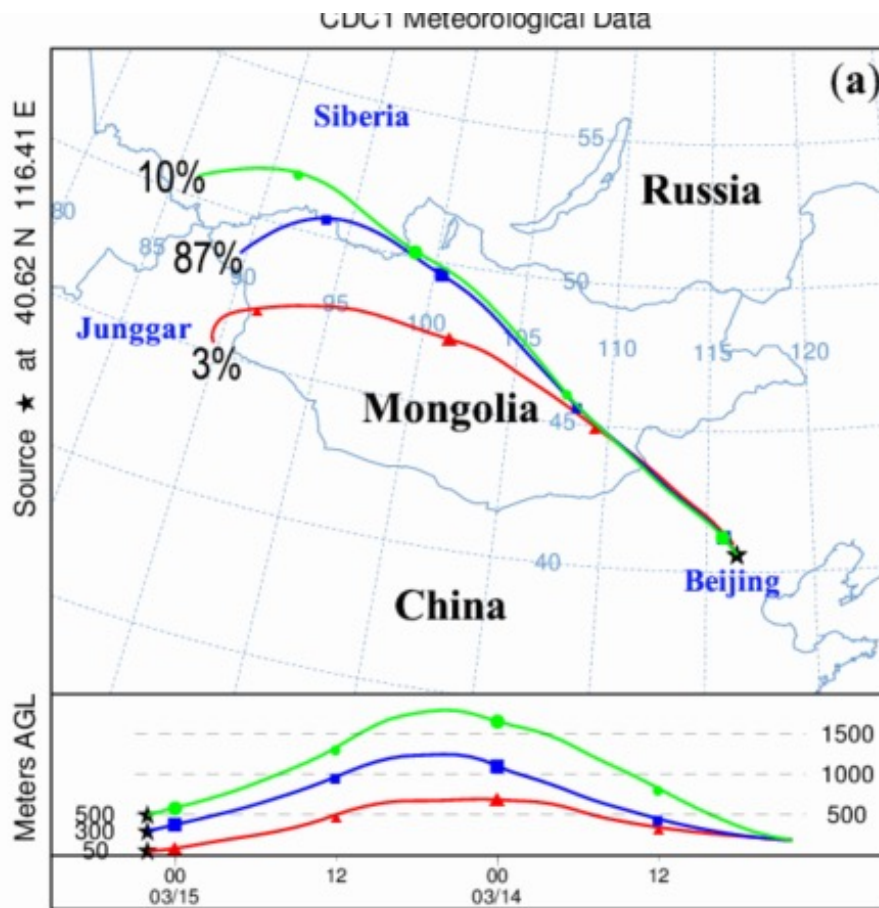 CDC1 Meteorological Data
(a)
Siberia
55
10%
Russia
80
85
87%
90
50
95
Junggar
100
105
110
115
120
3%
Mongolia
45
40
Beijing
China
Source ★ at 40.62 N 116.41 E
Meters AGL
1500
1000
500
500
300
50
00
12
00
12
03/15
03/14